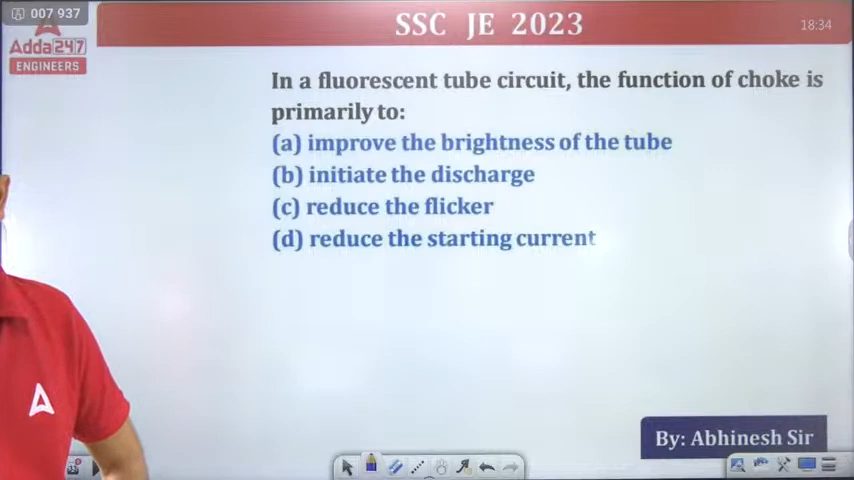 007 937
SSC JE 2023
18:34
Adda247
ENGINEERS
In a fluorescent tube circuit, the function of choke is
primarily to:
(a) improve the brightness of the tube
(b) initiate the discharge
(c) reduce the flicker
(d) reduce the starting current
By: Abhinesh Sir